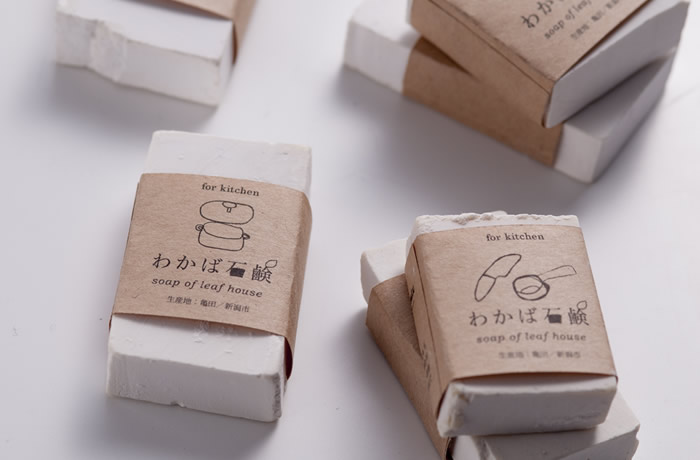 for kitchen
わかば石鹸
soap of leaf house
生産地：亀田／新潟市
for kitchen
わかば石鹸
soap of leaf house
生産地：亀田／新潟市
わか
soap of leaf
生産地：亀田／新